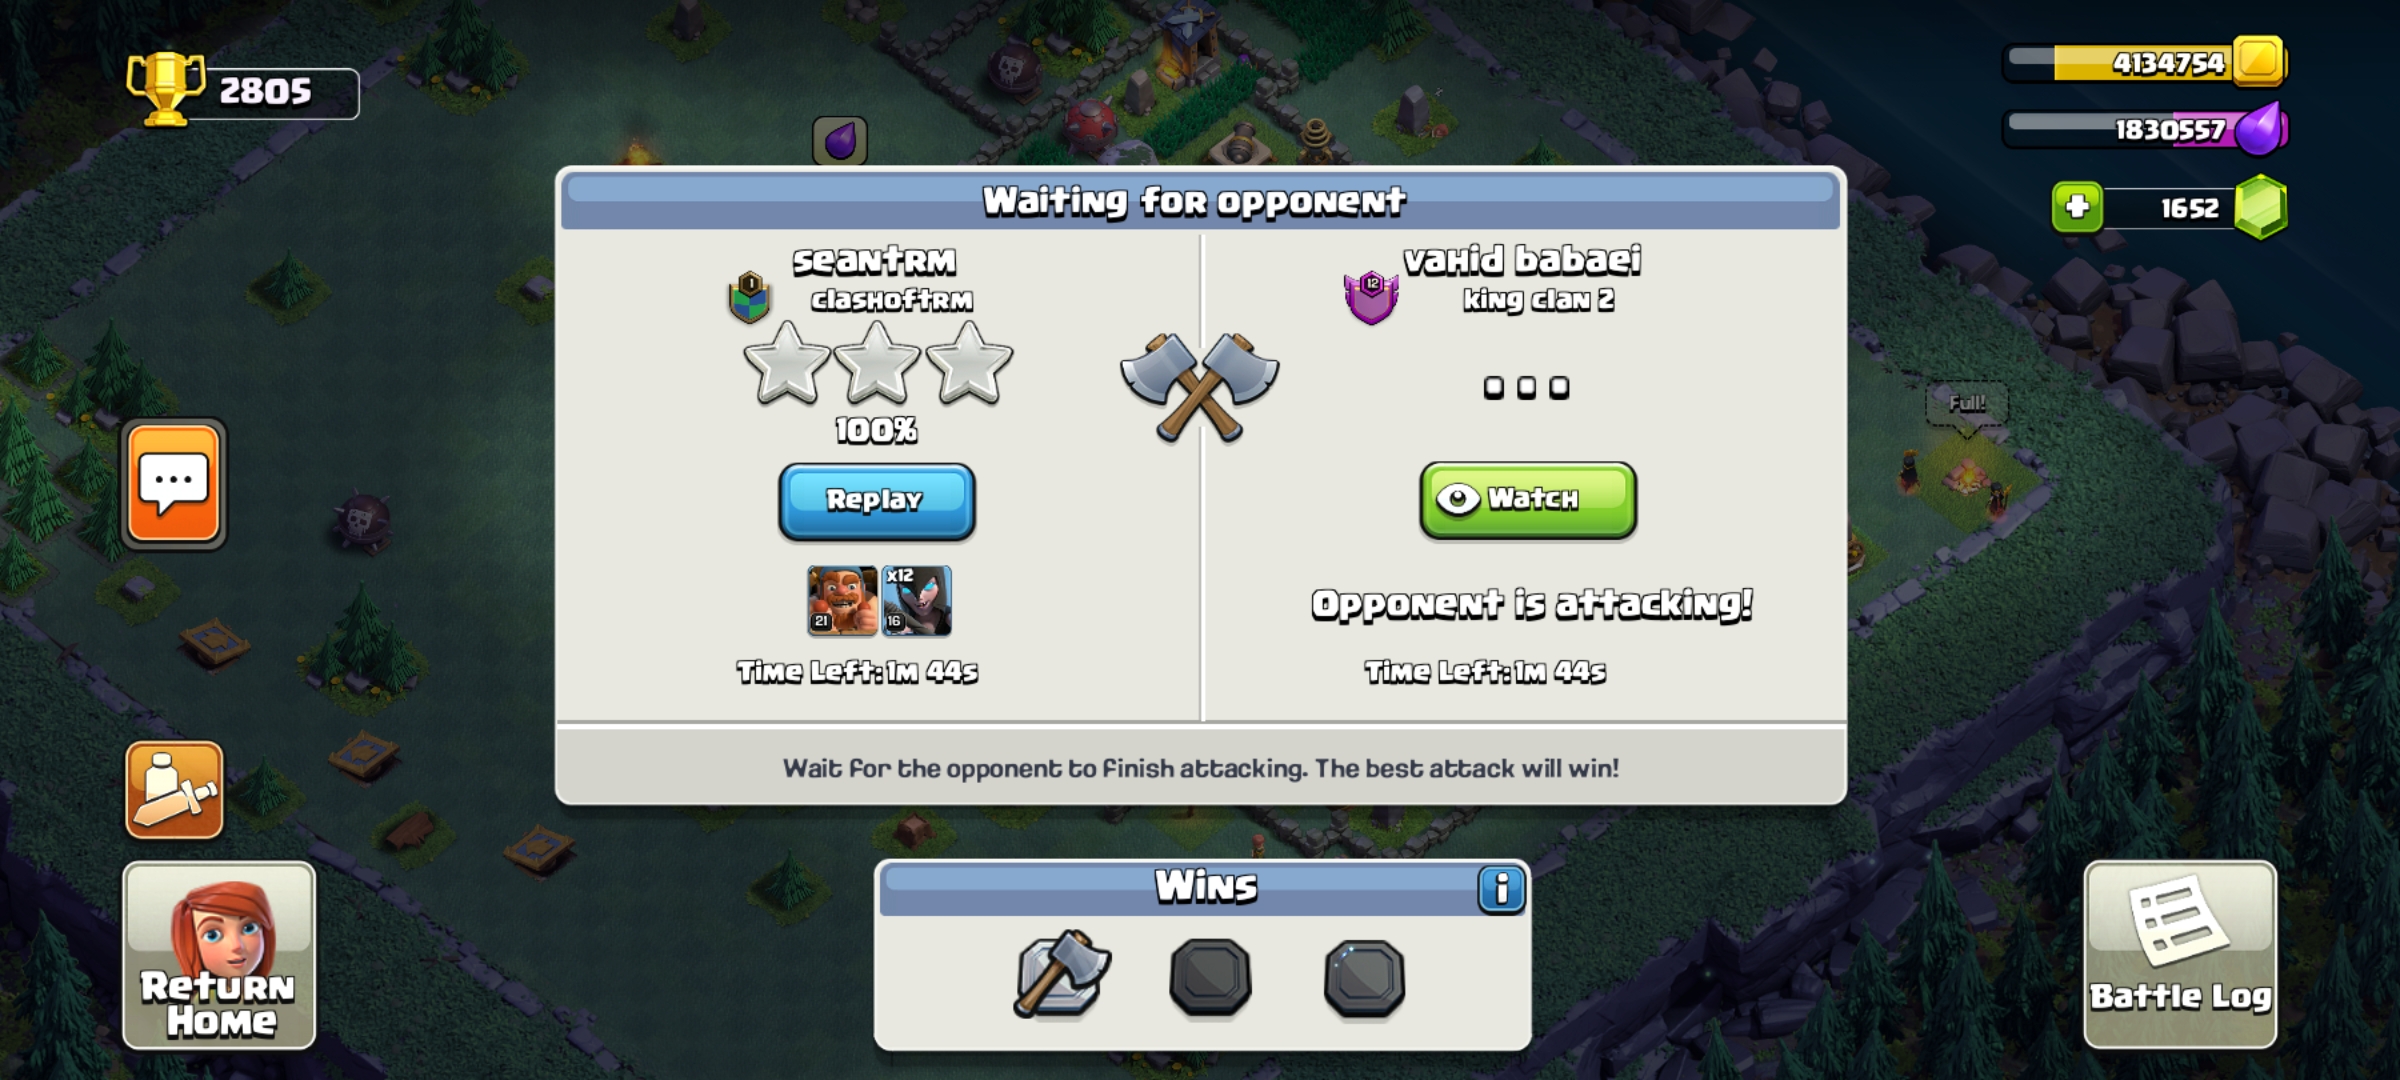 2805
4134754
1830557
1652
Waiting for opponent
seantrm
1
clashoftrm
100%
Replay
x12
21
16
Time Left:1m 44s
vahid babaei
12
king clan 2
Watch
Opponent is attacking!
Time Left:1m 44s
Wait for the opponent to finish attacking. The best attack will win!
Full!
Wins
i
Return
Home
Battle Log